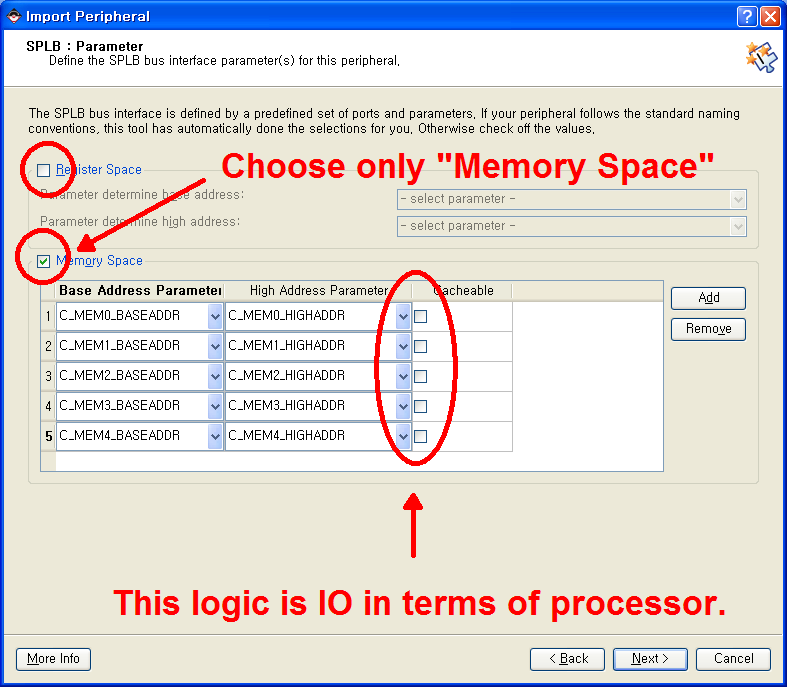 Import Peripheral
SPLB : Parameter
Define the SPLB bus interface parameter(s) for this peripheral.
The SPLB bus interface is defined by a predefined set of ports and parameters. If your peripheral follows the standard naming
conventions, this tool has automatically done the selections for you. Otherwise check off the values.
Register Space
Choose only "Memory Space"
Parameter determine base address:
- select parameter -
Parameter determine high address:
- select parameter -
Memory Space
Base Address Parameter High Address Parameter Cacheable
1 C_MEM0_BASEADDR C_MEM0_HIGHADDR
2 C_MEM1_BASEADDR C_MEM1_HIGHADDR
3 C_MEM2_BASEADDR C_MEM2_HIGHADDR
4 C_MEM3_BASEADDR C_MEM3_HIGHADDR
5 C_MEM4_BASEADDR C_MEM4_HIGHADDR
Add
Remove
This logic is IO in terms of processor.
More Info
< Back
Next >
Cancel